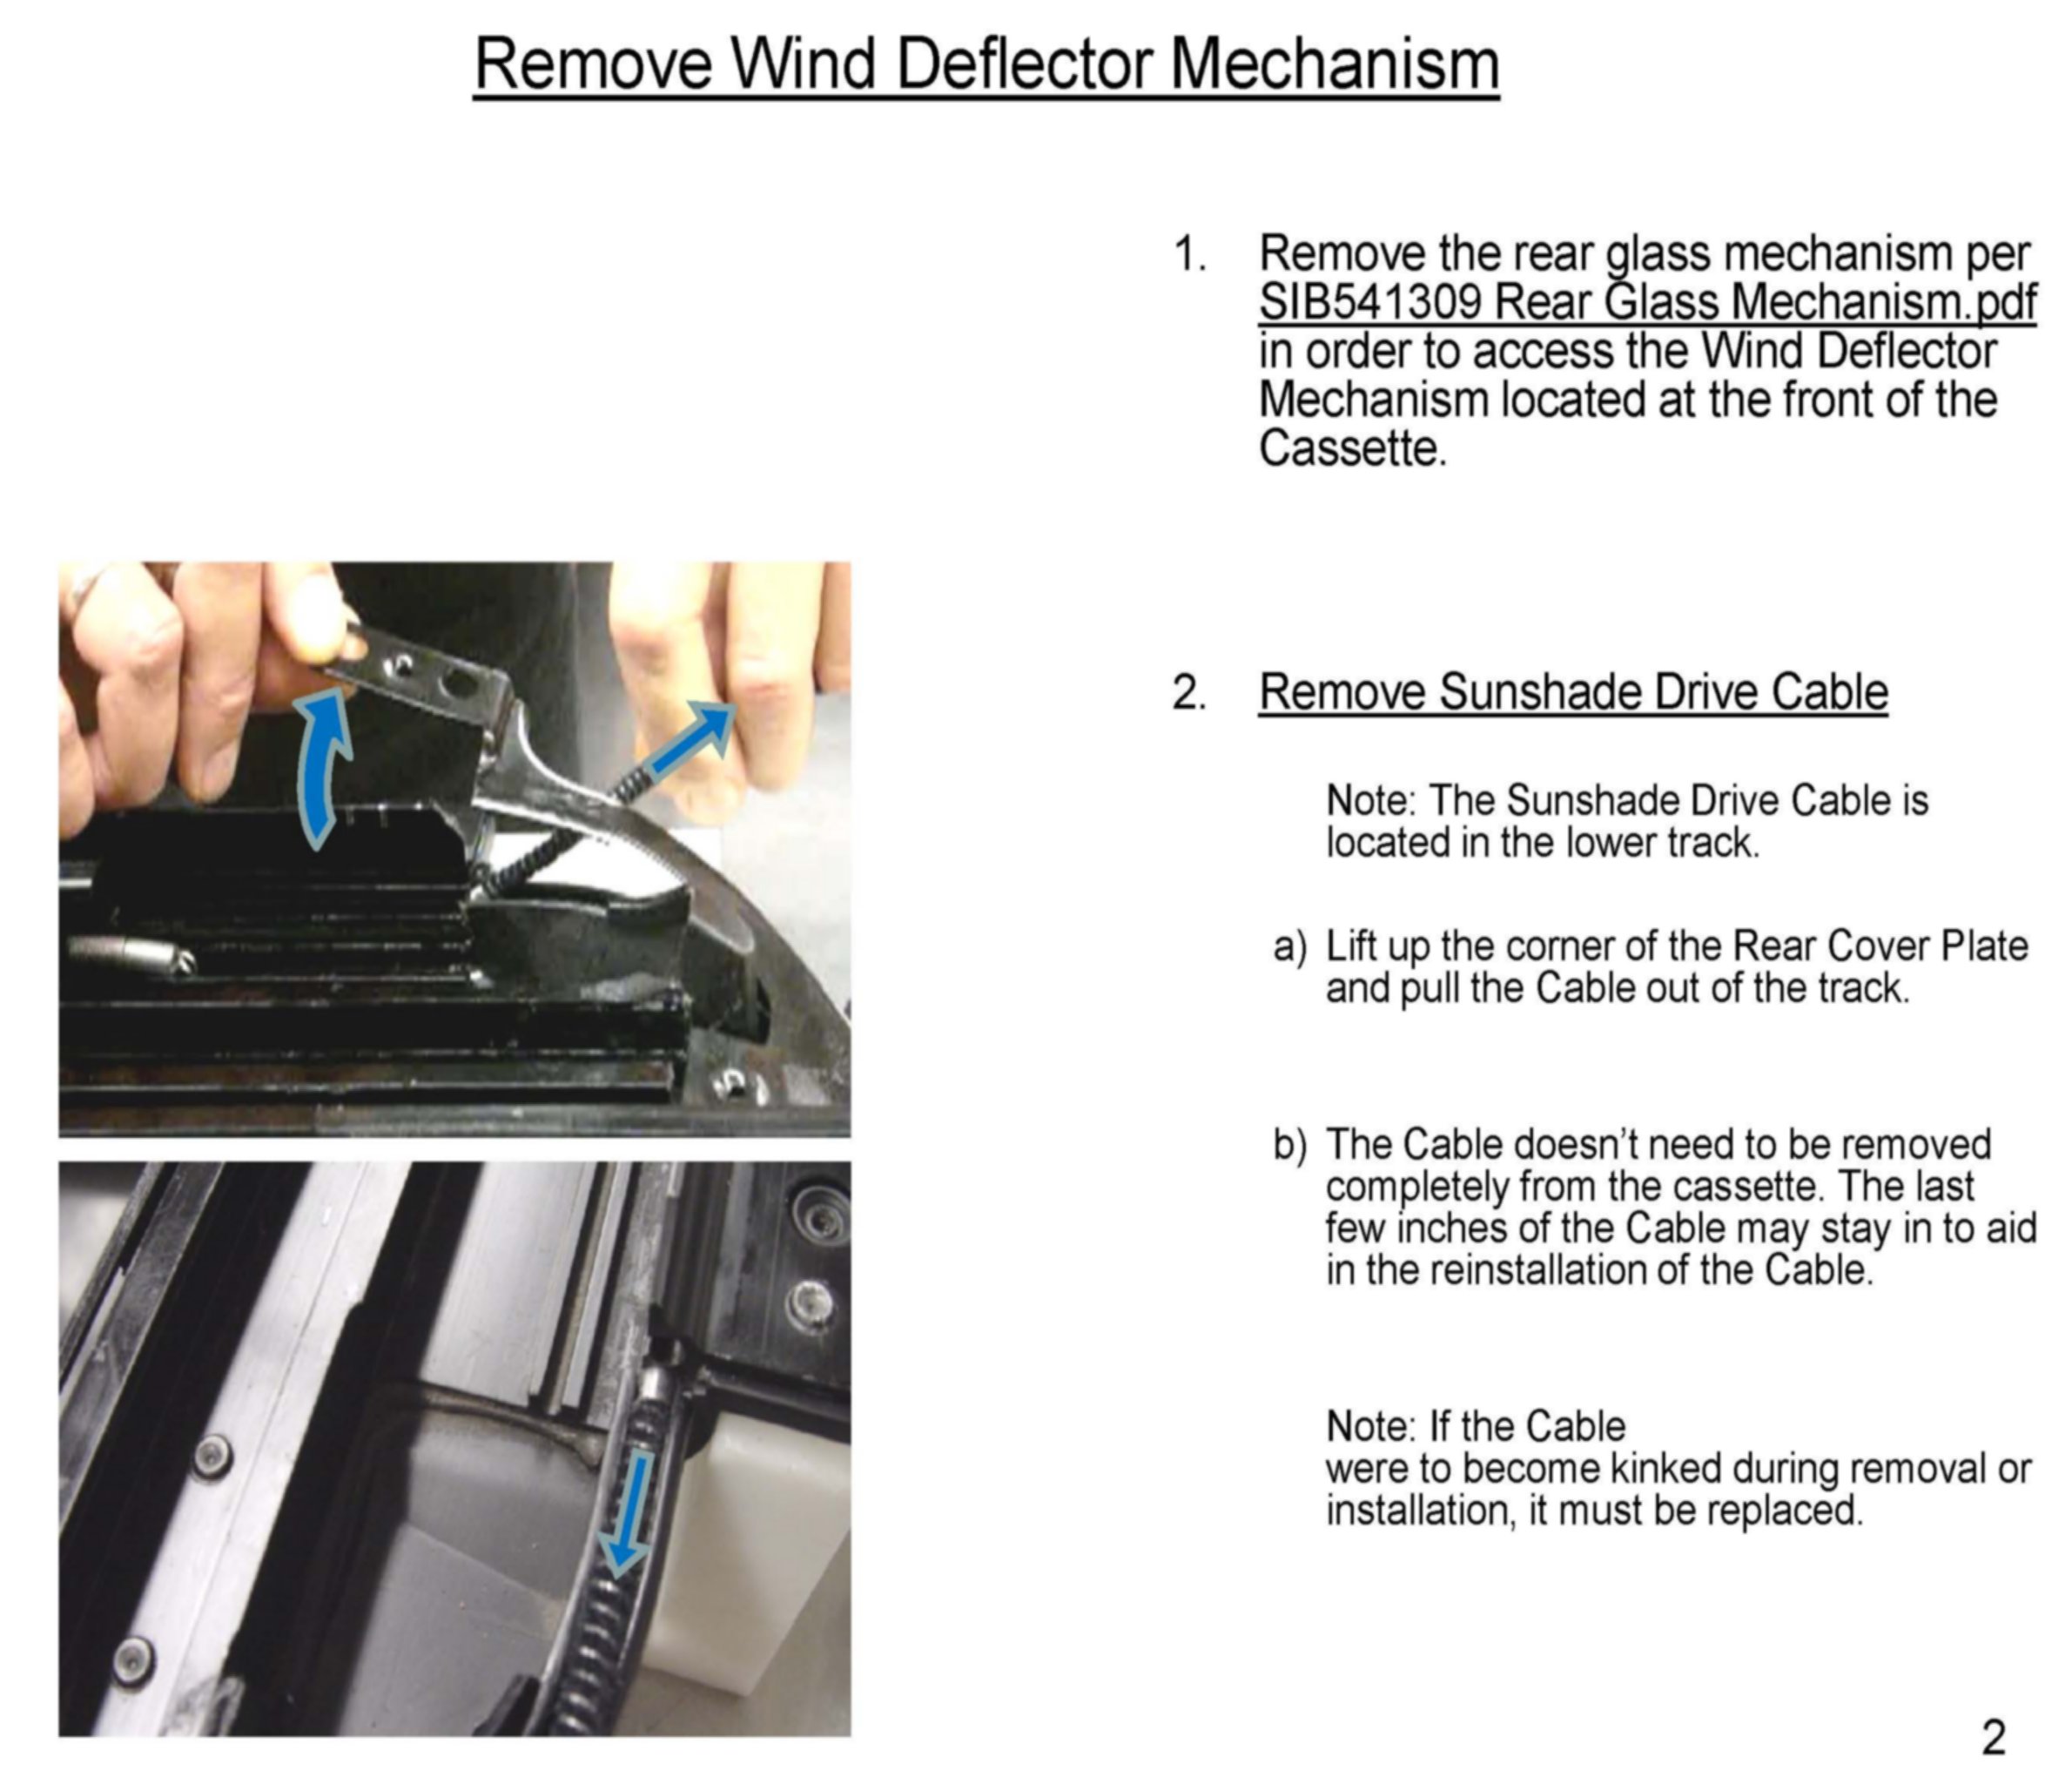 Remove Wind Deflector Mechanism
1. Remove the rear glass mechanism per
SIB541309 Rear Glass Mechanism.pdf
in order to access the Wind Deflector
Mechanism located at the front of the
Cassette.
2. Remove Sunshade Drive Cable
Note: The Sunshade Drive Cable is
located in the lower track.
a) Lift up the corner of the Rear Cover Plate
and pull the Cable out of the track.
b) The Cable doesn’t need to be removed
completely from the cassette. The last
few inches of the Cable may stay in to aid
in the reinstallation of the Cable.
Note: If the Cable
were to become kinked during removal or
installation, it must be replaced.
2